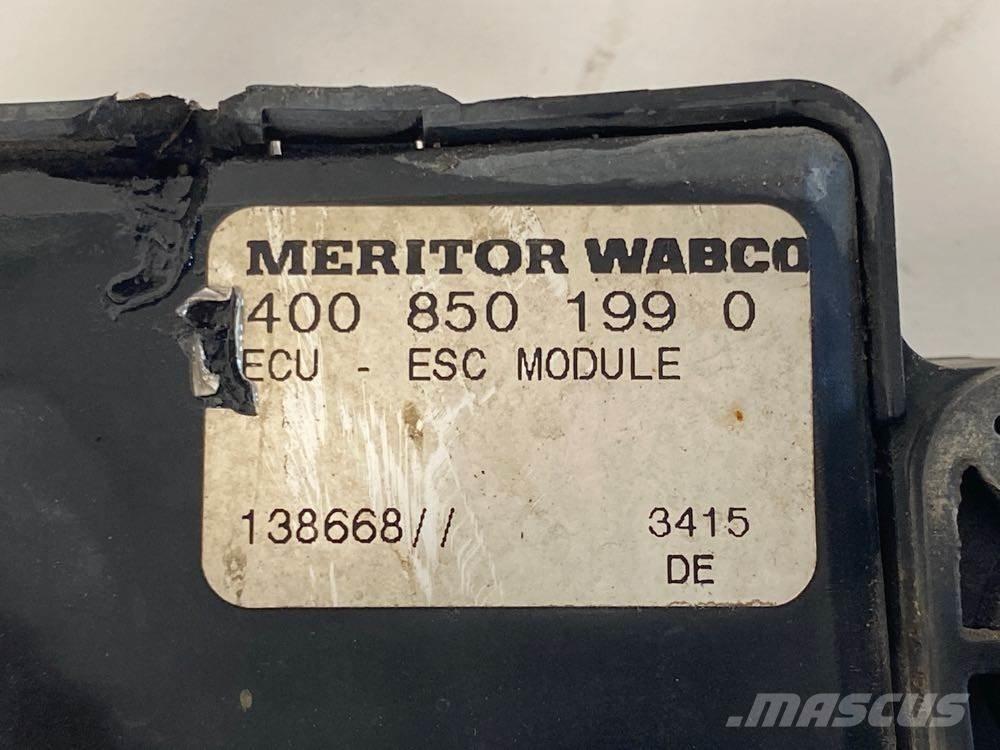 MERITOR WABCO
400 850 199 0
ECU - ESC MODULE
138668// 3415
DE
MASCUS